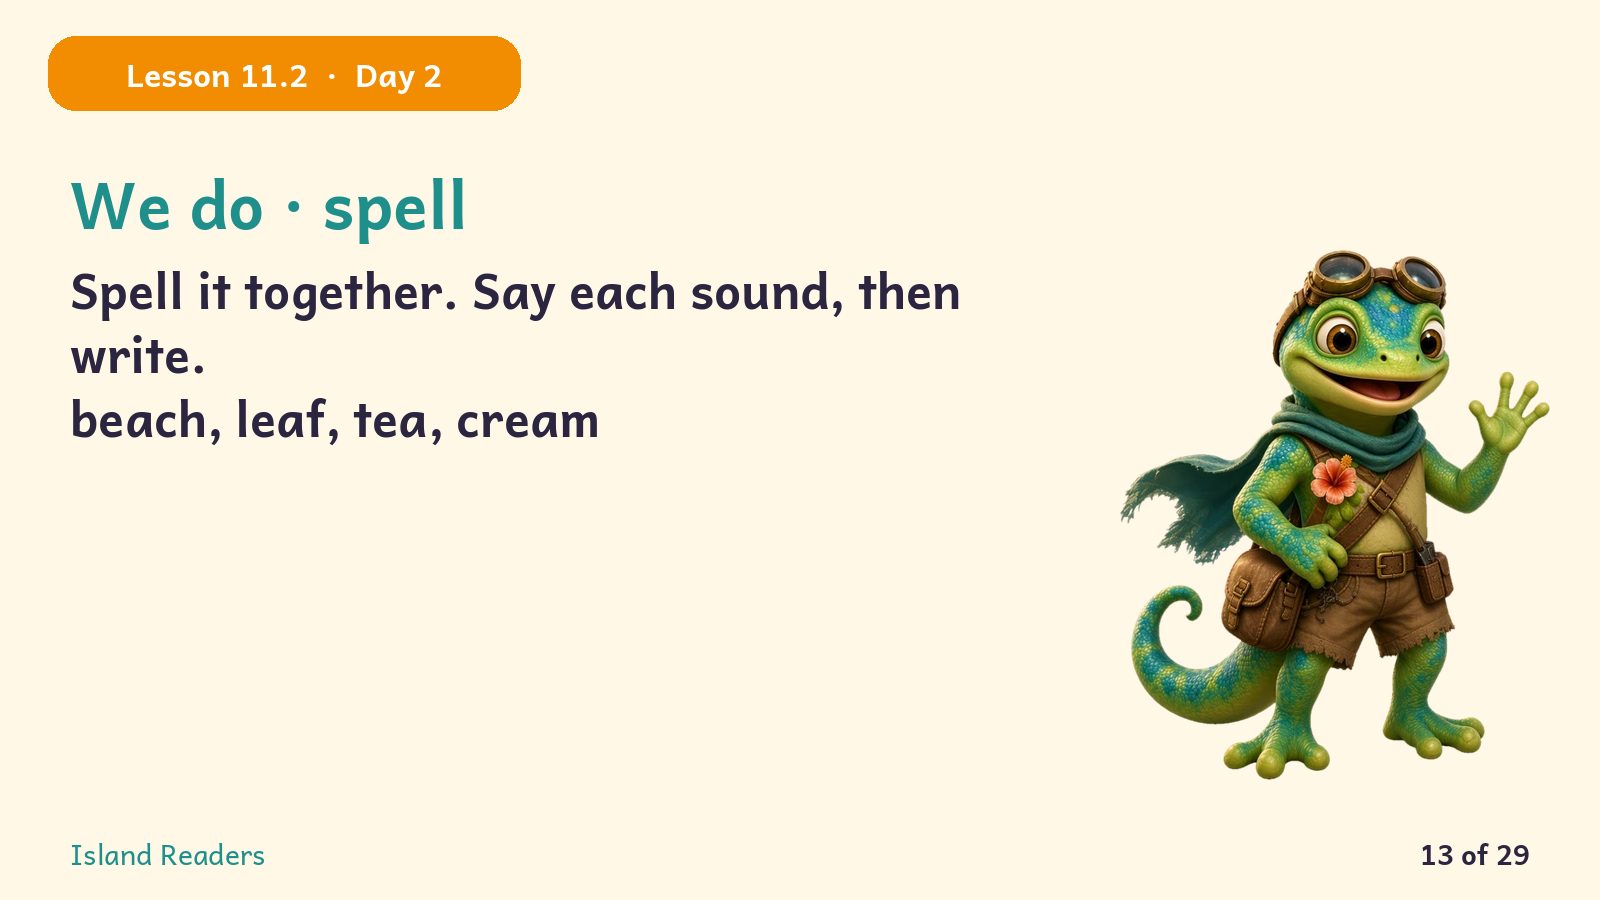 Lesson 11.2 · Day 2
We do · spell
Spell it together. Say each sound, then
write.
beach, leaf, tea, cream
Island Readers
13 of 29